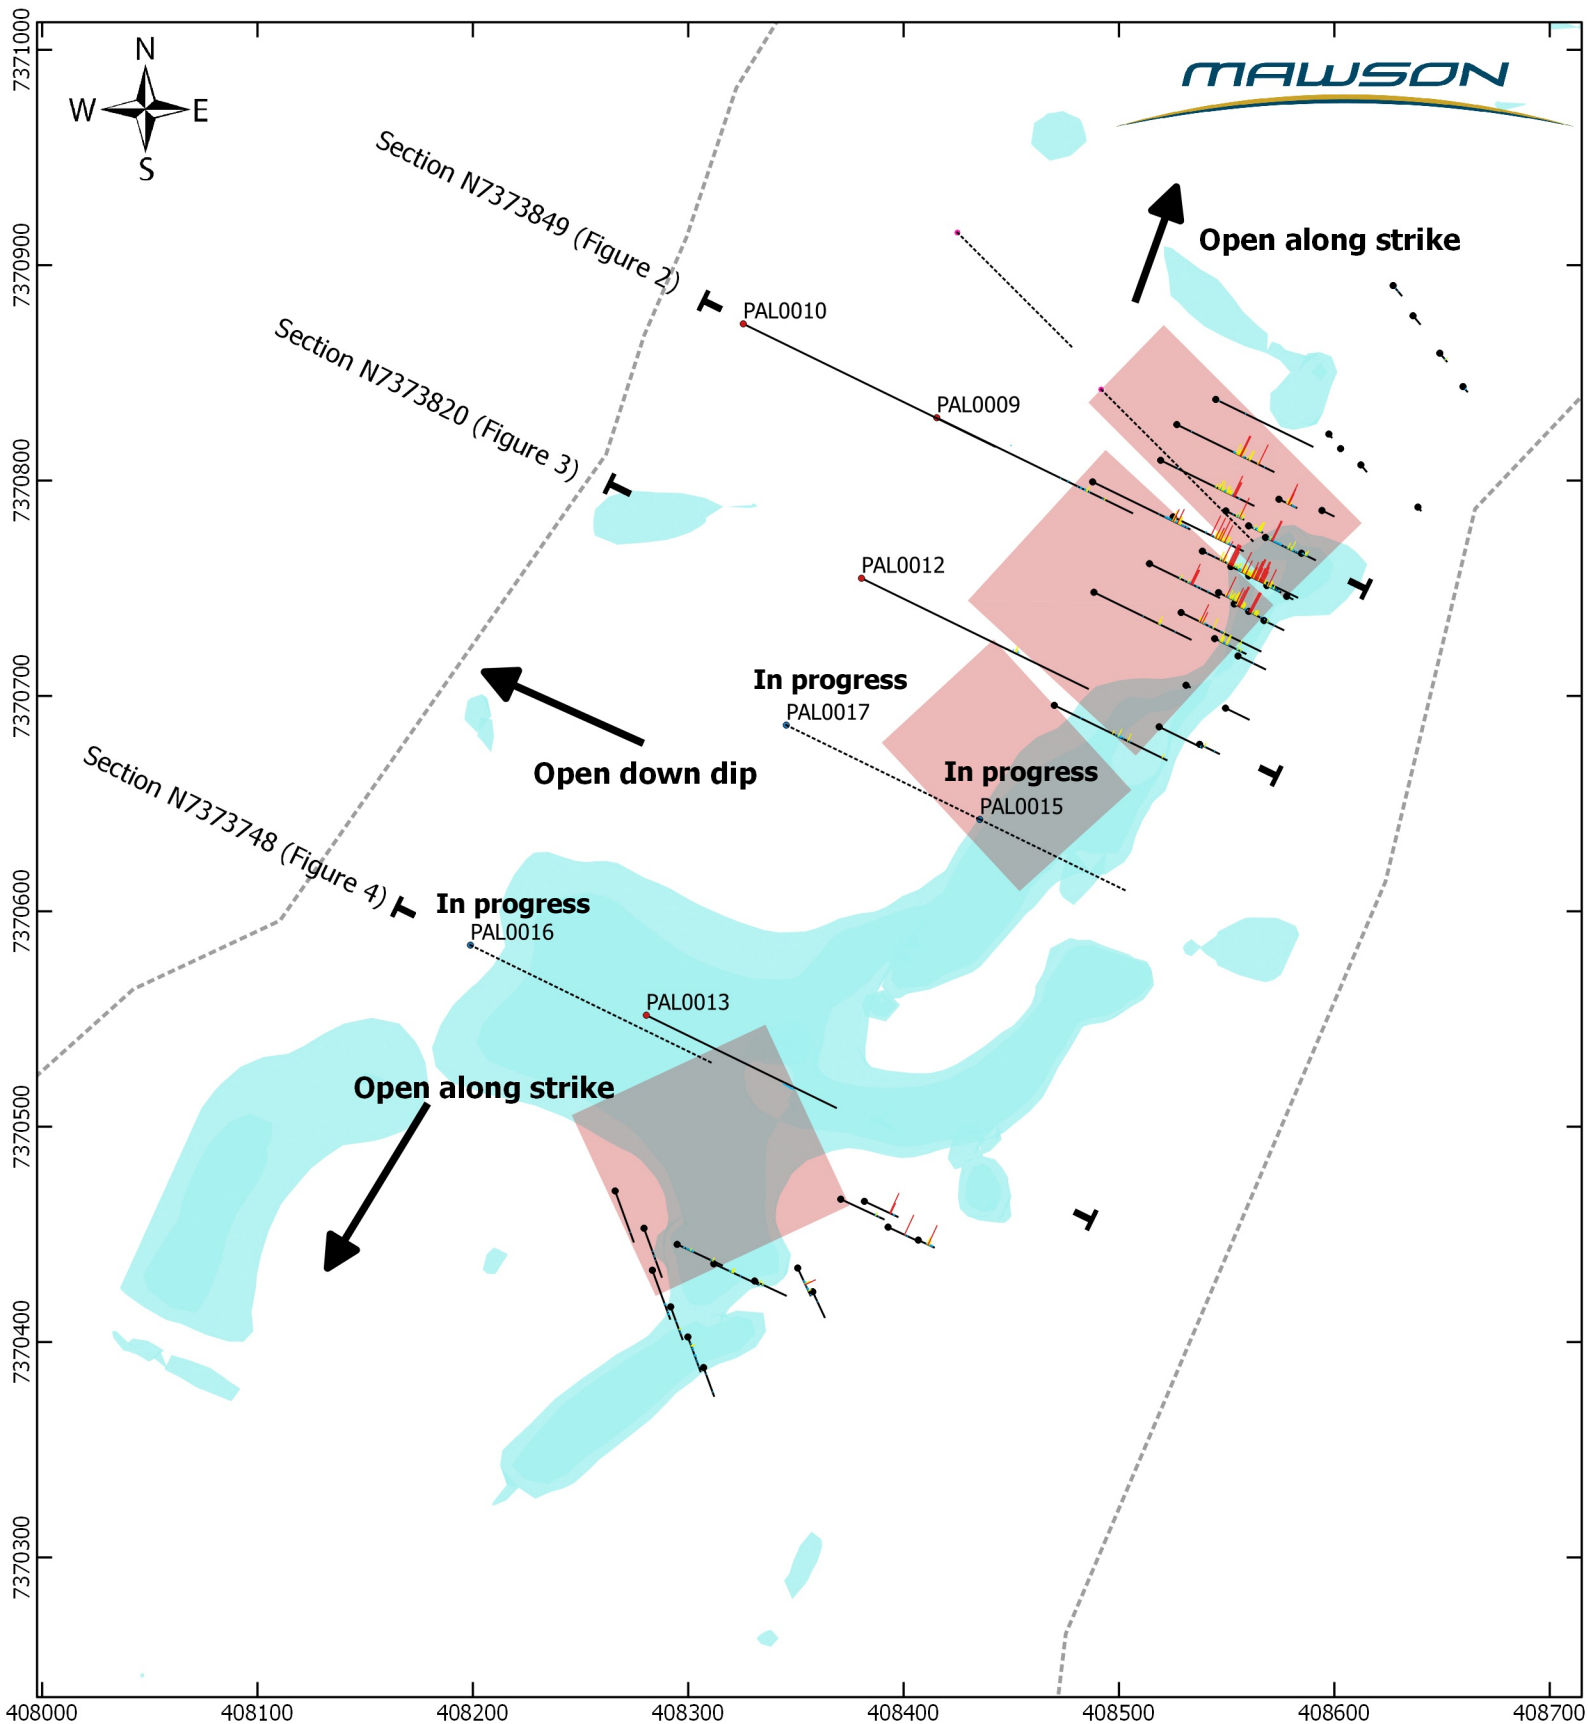 N
W E
S
MAWSON
Section N7373849 (Figure 2)
Open along strike
PAL0010
Section N7373820 (Figure 3)
PAL0009
PAL0012
In progress
PAL0017
Open down dip
In progress
PAL0015
Section N7373748 (Figure 4)
In progress
PAL0016
PAL0013
Open along strike
7371000
7370900
7370800
7370700
7370600
7370500
7370400
7370300
408000 408100 408200 408300 408400 408500 408600 408700